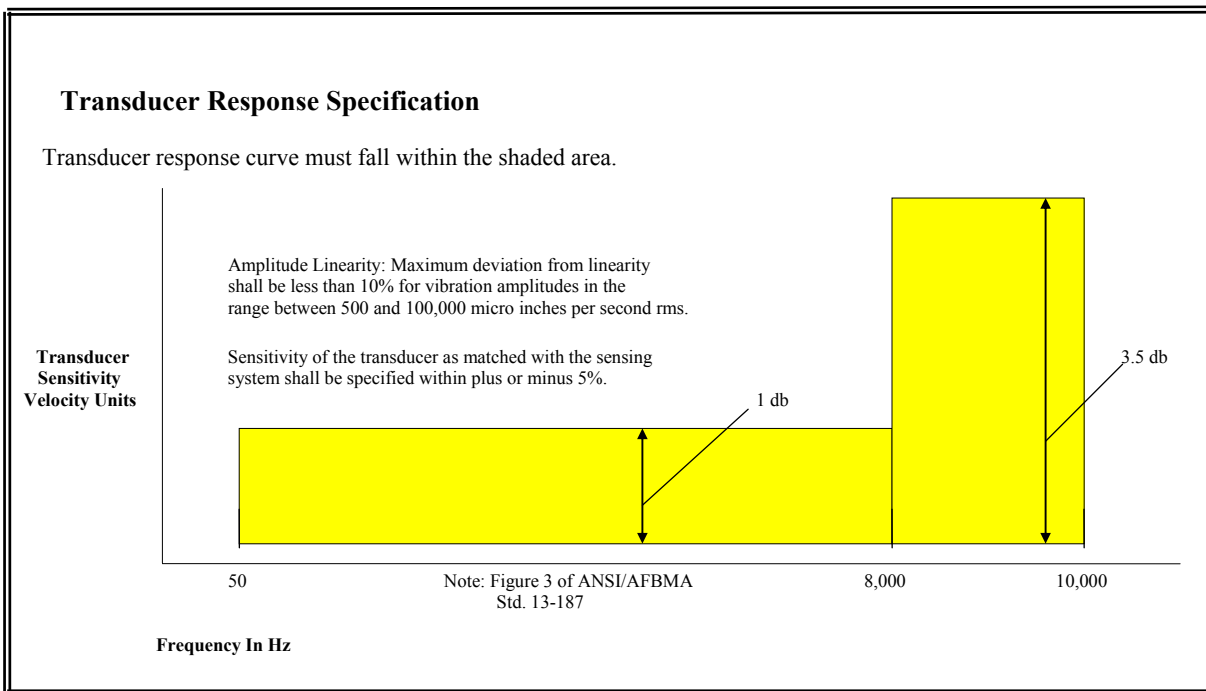 Transducer Response Specification
Transducer response curve must fall within the shaded area.
Amplitude Linearity: Maximum deviation from linearity
shall be less than 10% for vibration amplitudes in the
range between 500 and 100,000 micro inches per second rms.
Sensitivity of the transducer as matched with the sensing
system shall be specified within plus or minus 5%.
Transducer
Sensitivity
Velocity Units
1 db
3.5 db
50
Note: Figure 3 of ANSI/AFBMA
Std. 13-187
8,000
10,000
Frequency In Hz